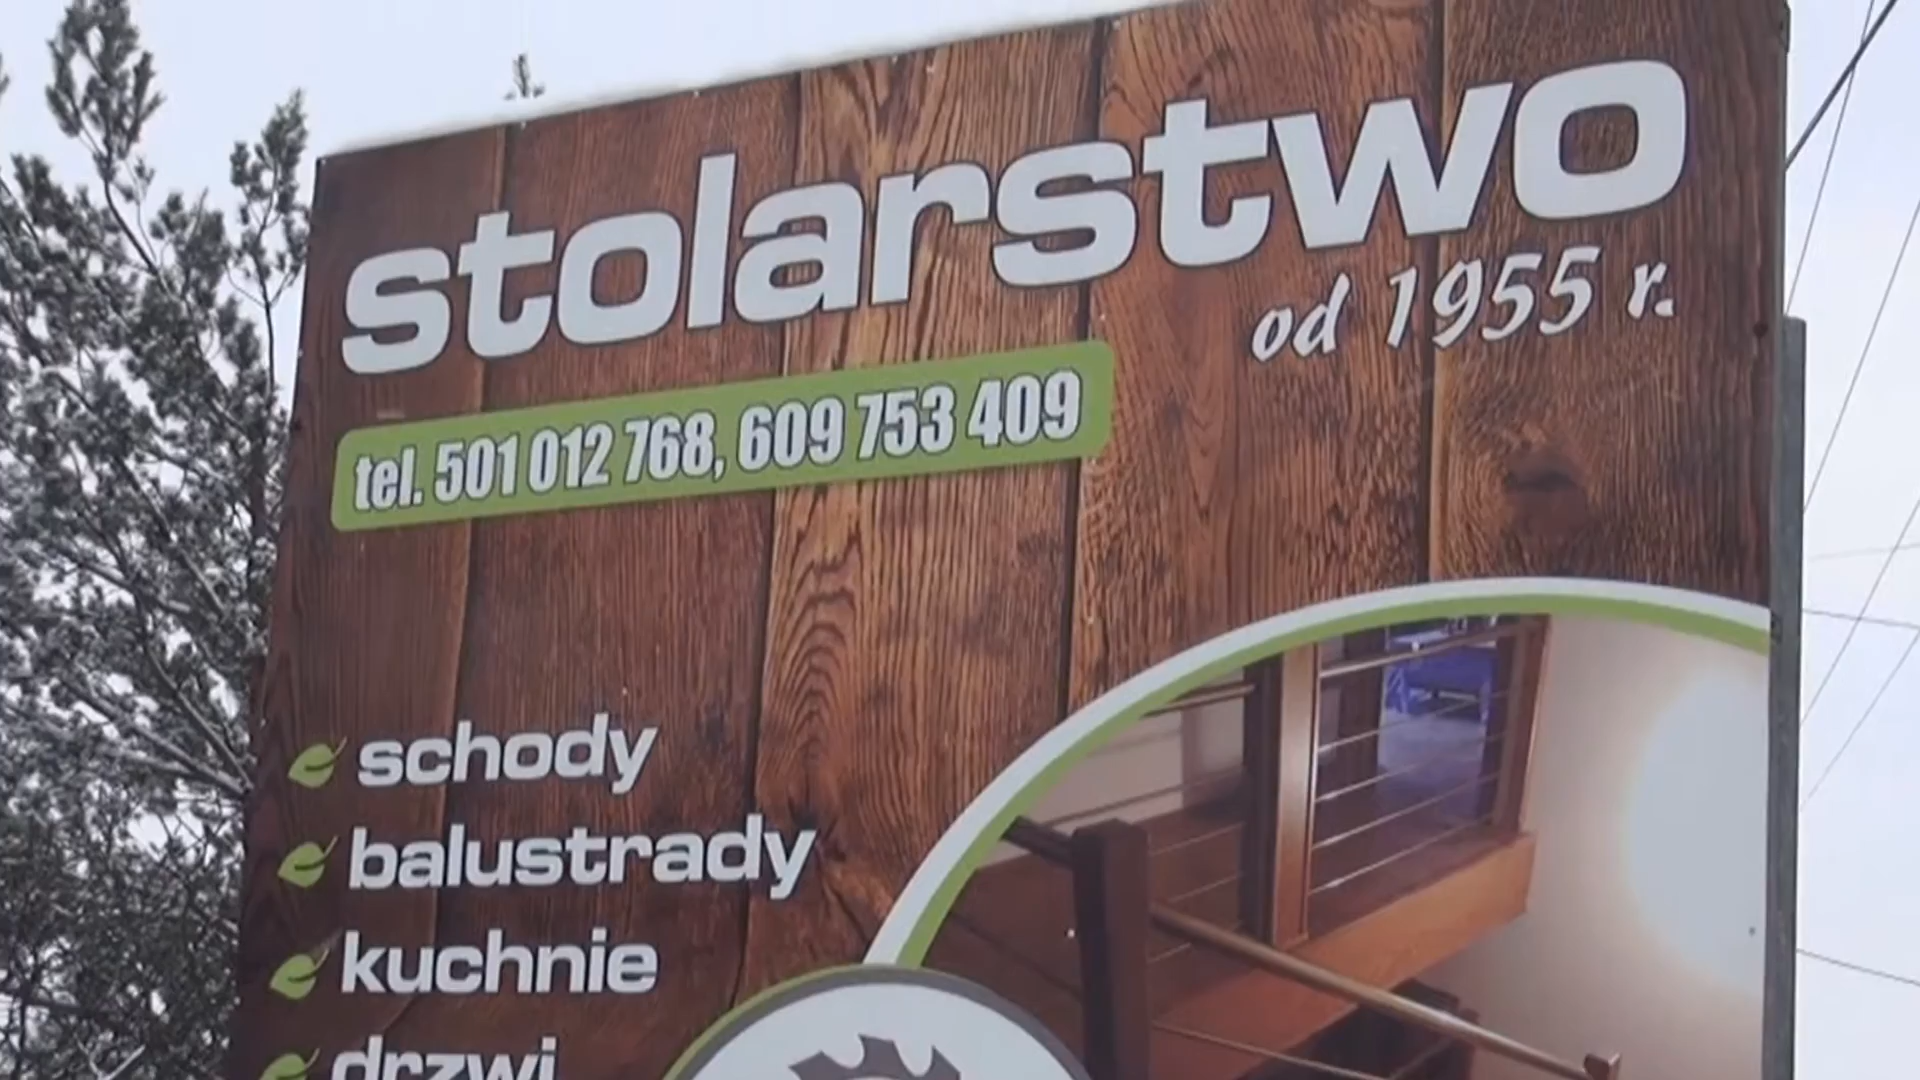 stolarstwo
od 1955 r.
tel. 501 012 768, 609 753 409
schody
balustrady
kuchnie
drzwi